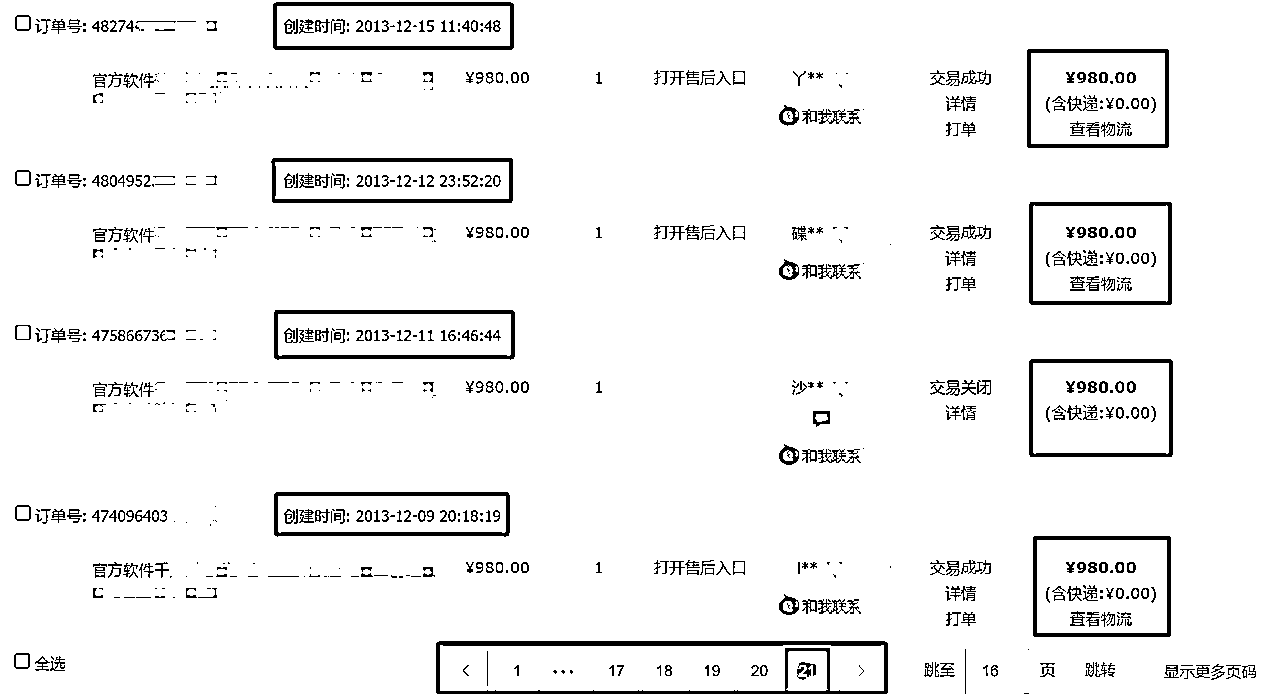 订单号: 48274 创建时间: 2013-12-15 11:40:48
官方软件 ¥980.00 1 打开售后入口 丫** 交易成功 ¥980.00
详情 (含快递:¥0.00)
和我联系
打单 查看物流
订单号: 4804952 创建时间: 2013-12-12 23:52:20
官方软件 ¥980.00 1 打开售后入口 碟** 交易成功 ¥980.00
详情 (含快递:¥0.00)
和我联系
打单 查看物流
订单号: 47586673 创建时间: 2013-12-11 16:46:44
官方软件 ¥980.00 1 沙** 交易关闭 ¥980.00
详情 (含快递:¥0.00)
和我联系
订单号: 474096403 创建时间: 2013-12-09 20:18:19
官方软件 ¥980.00 1 打开售后入口 l** 交易成功 ¥980.00
详情 (含快递:¥0.00)
和我联系
打单 查看物流
全选 < 1 ••• 17 18 19 20 21 > 跳至 16 页 跳转 显示更多页码